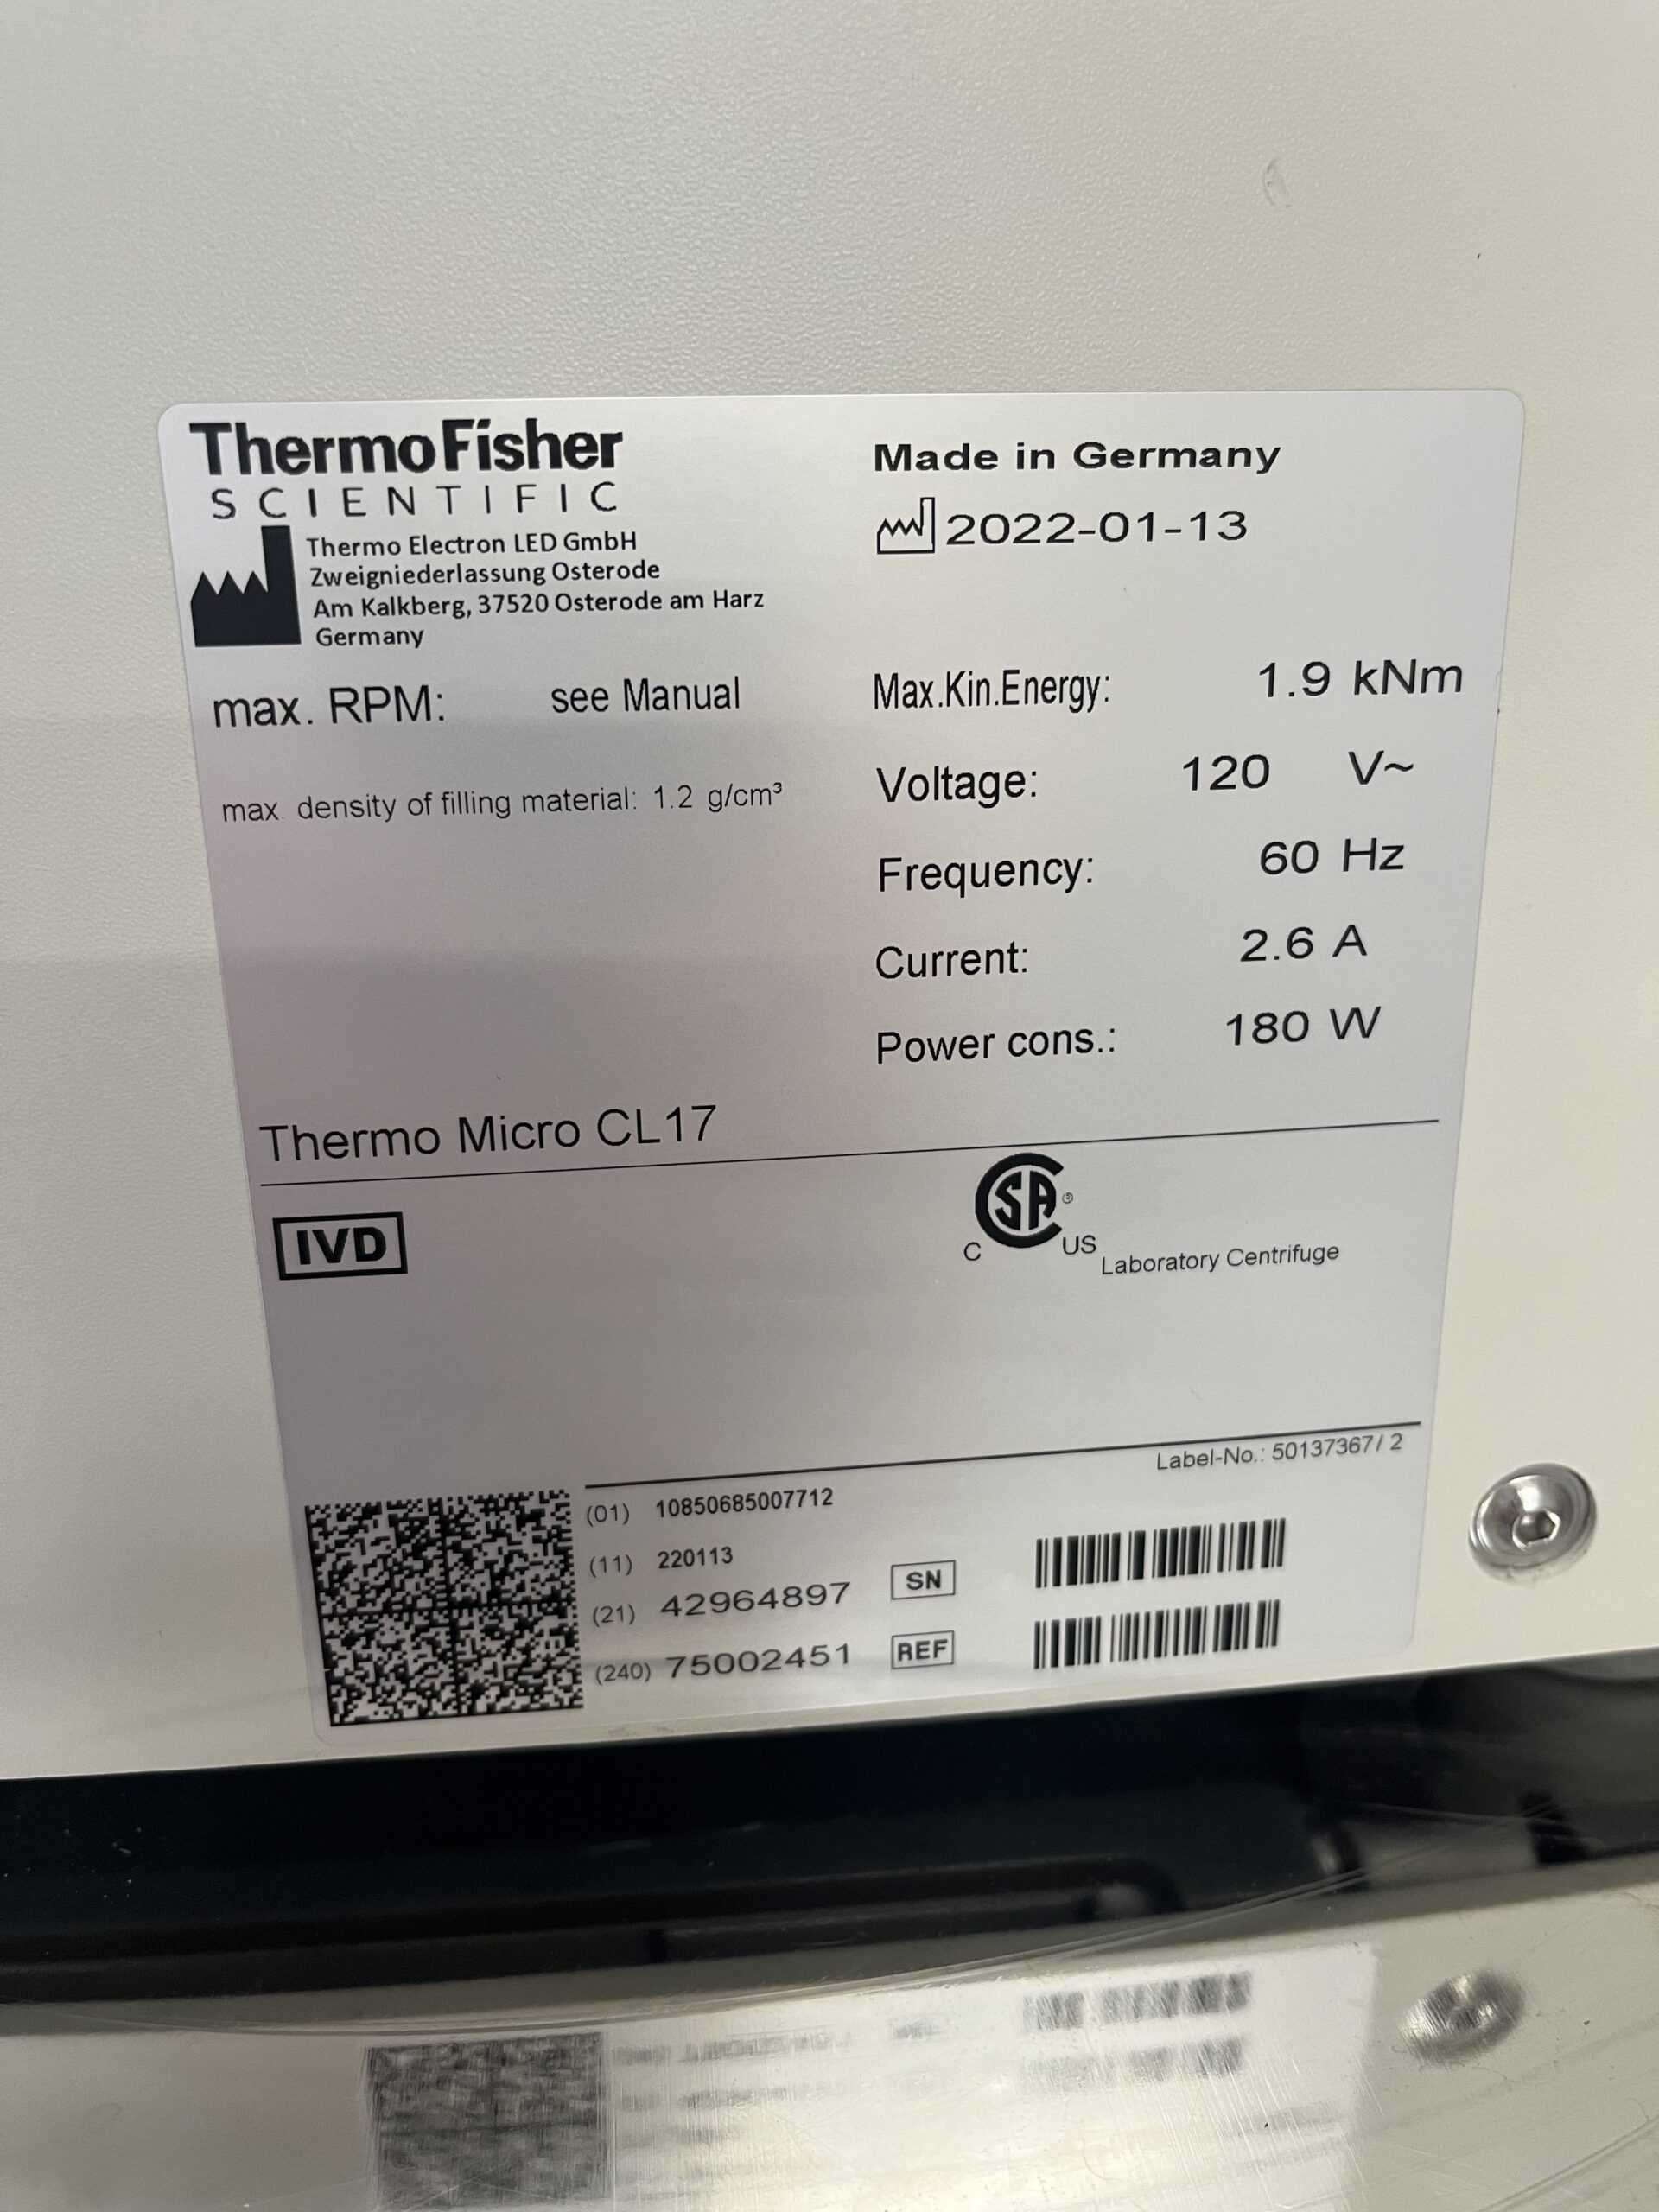 ThermoFisher
SCIENTIFIC
Thermo Electron LED GmbH
Zweigniederlassung Osterode
Am Kalkberg, 37520 Osterode am Harz
Germany
Made in Germany
2022-01-13
max. RPM: see Manual
max. density of filling material: 1.2 g/cm³
Max.Kin.Energy: 1.9 kNm
Voltage: 120 V~
Frequency: 60 Hz
Current: 2.6 A
Power cons.: 180 W
Thermo Micro CL17
IVD
CSA®
C US Laboratory Centrifuge
Label-No.: 50137367/ 2
(01) 10850685007712
(11) 220113
(21) 42964897 SN
(240) 75002451 REF